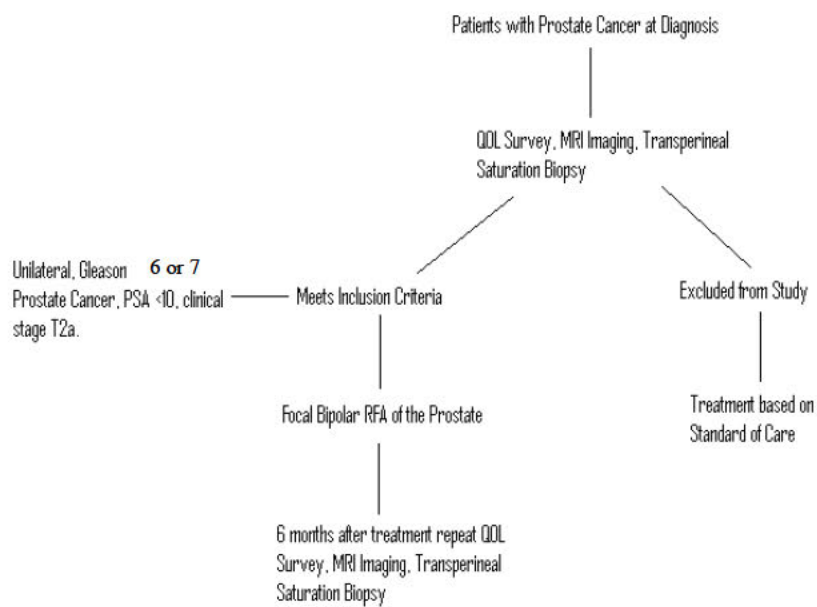 Patients with Prostate Cancer at Diagnosis
QOL Survey, MRI Imaging, Transperineal
Saturation Biopsy
Unilateral, Gleason 6 or 7
Prostate Cancer, PSA <10, clinical
stage T2a.
Meets Inclusion Criteria
Excluded from Study
Focal Bipolar RFA of the Prostate
Treatment based on
Standard of Care
6 months after treatment repeat QOL
Survey, MRI Imaging, Transperineal
Saturation Biopsy